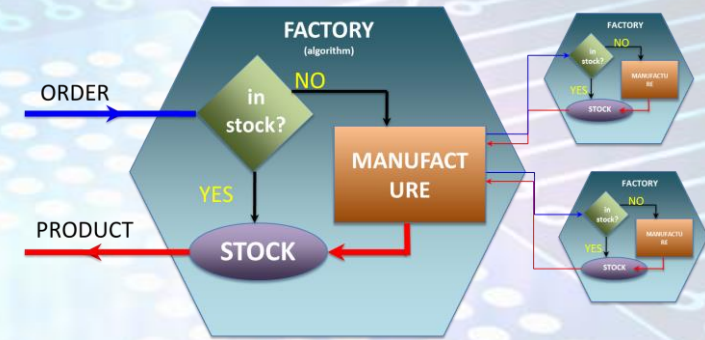 FACTORY
(algorithm)
ORDER
in
stock?
NO
YES
MANUFACT
URE
PRODUCT
STOCK
FACTORY
in
stock?
NO
YES
MANUFACTU
RE
STOCK
FACTORY
in
stock?
NO
YES
MANUFACTU
RE
STOCK